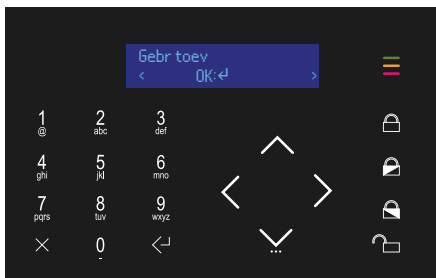 Gebr toev
< OK:↵ >
1 2 3
@ abc def
4 5 6
ghi jkl mno
7 8 9
pqrs tuv wxyz
0
-
...